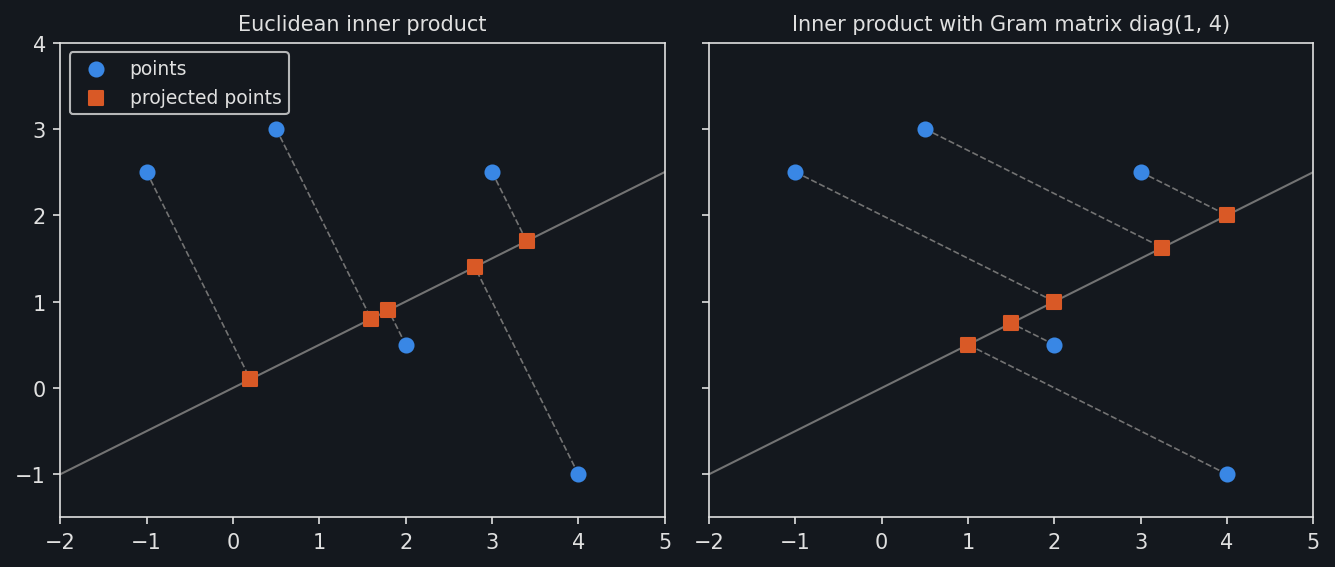 Euclidean inner product
Inner product with Gram matrix diag(1, 4)
points
projected points
4
3
2
1
0
−1
−2 −1 0 1 2 3 4 5
−2 −1 0 1 2 3 4 5